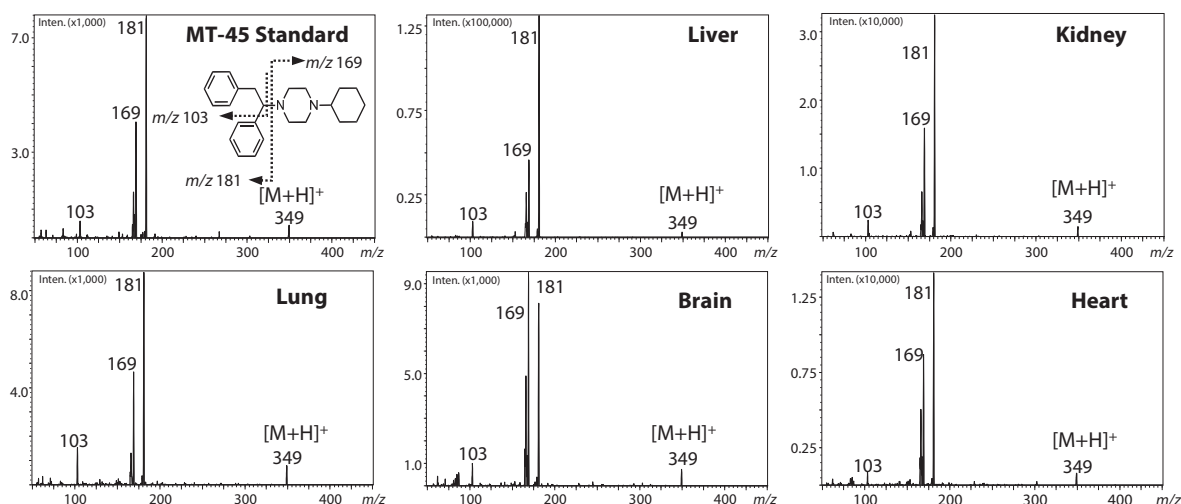 Inten. (x1,000)
MT-45 Standard
7.0
3.0
181
169
103
m/z 169
m/z 103
m/z 181
N
N
[M+H]+
349
100
200
300
400
m/z
Inten. (x100,000)
Liver
1.25
0.75
0.25
181
169
103
[M+H]+
349
100
200
300
400
m/z
Inten. (x10,000)
Kidney
3.0
2.0
1.0
181
169
103
[M+H]+
349
100
200
300
400
m/z
Inten. (x1,000)
Lung
8.0
4.0
181
169
103
[M+H]+
349
100
200
300
400
m/z
Inten. (x1,000)
Brain
9.0
5.0
1.0
181
169
103
[M+H]+
349
100
200
300
400
m/z
Inten. (x10,000)
Heart
1.25
0.75
0.25
181
169
103
[M+H]+
349
100
200
300
400
m/z